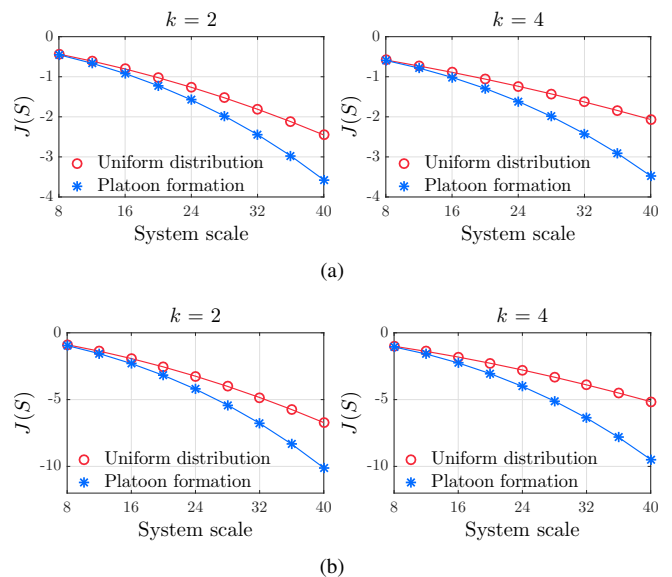 k = 2
J(S)
0
-1
-2
-3
-4
Uniform distribution
Platoon formation
8 16 24 32 40
System scale
k = 4
J(S)
0
-1
-2
-3
-4
Uniform distribution
Platoon formation
8 16 24 32 40
System scale
(a)
k = 2
J(S)
0
-5
-10
Uniform distribution
Platoon formation
8 16 24 32 40
System scale
k = 4
J(S)
0
-5
-10
Uniform distribution
Platoon formation
8 16 24 32 40
System scale
(b)